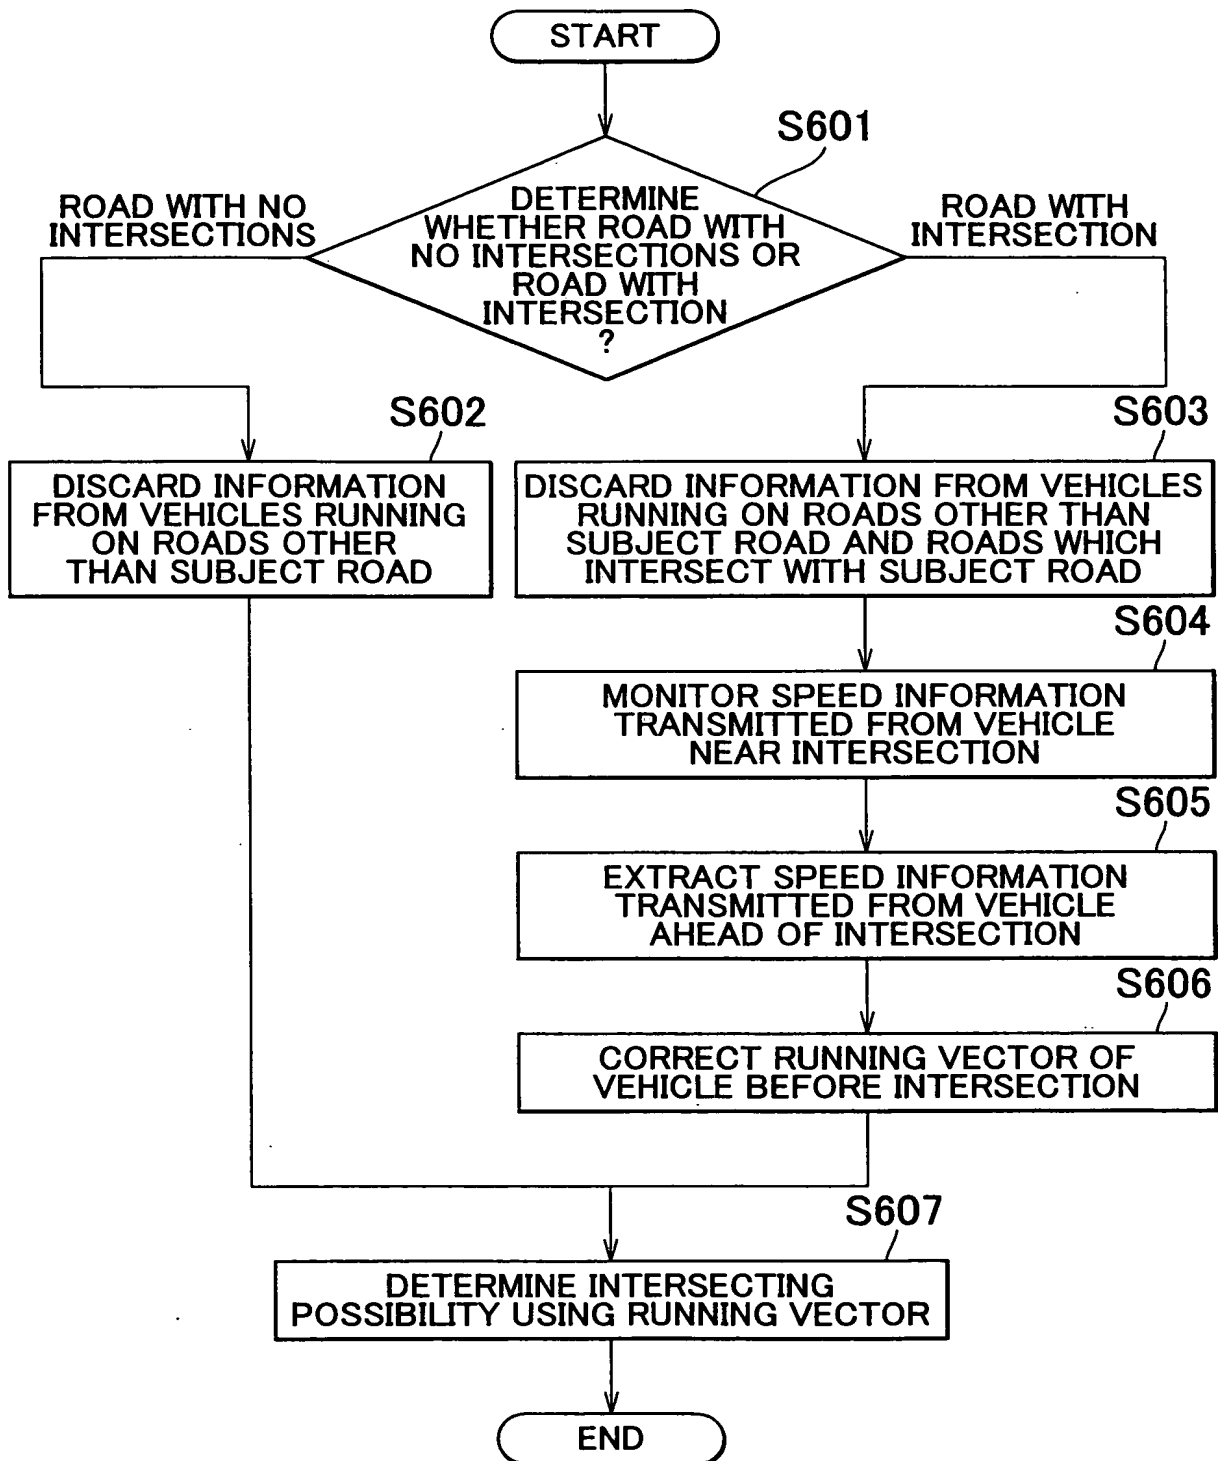 START
S601
DETERMINE
WHETHER ROAD WITH
NO INTERSECTIONS OR
ROAD WITH
INTERSECTION
?
ROAD WITH NO
INTERSECTIONS
ROAD WITH
INTERSECTION
S602
DISCARD INFORMATION
FROM VEHICLES RUNNING
ON ROADS OTHER
THAN SUBJECT ROAD
S603
DISCARD INFORMATION FROM VEHICLES
RUNNING ON ROADS OTHER THAN
SUBJECT ROAD AND ROADS WHICH
INTERSECT WITH SUBJECT ROAD
S604
MONITOR SPEED INFORMATION
TRANSMITTED FROM VEHICLE
NEAR INTERSECTION
S605
EXTRACT SPEED INFORMATION
TRANSMITTED FROM VEHICLE
AHEAD OF INTERSECTION
S606
CORRECT RUNNING VECTOR OF
VEHICLE BEFORE INTERSECTION
S607
DETERMINE INTERSECTING
POSSIBILITY USING RUNNING VECTOR
END